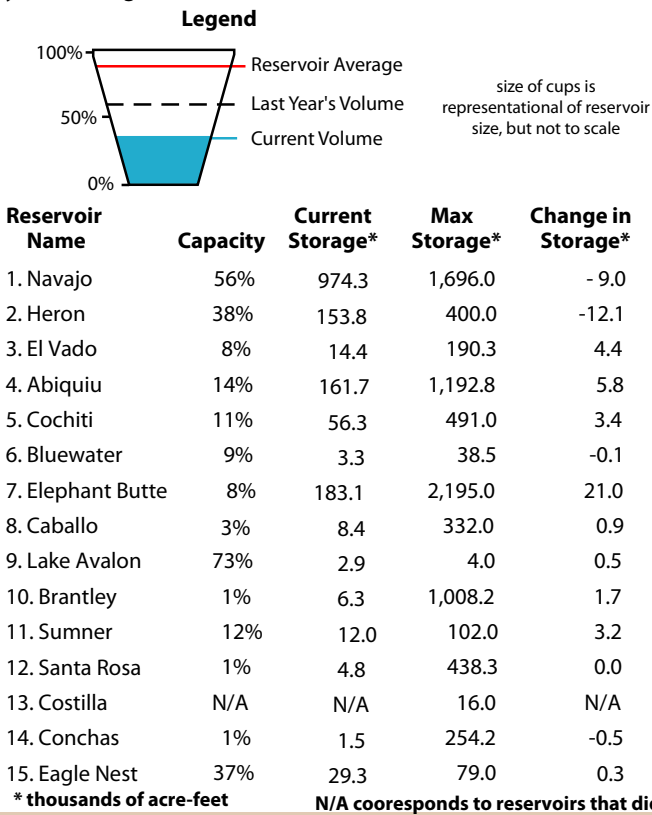 Legend
100%
Reservoir Average
Last Year's Volume
50%
Current Volume
0%
size of cups is
representational of reservoir
size, but not to scale
Reservoir Name Capacity Current Storage* Max Storage* Change in Storage*
1. Navajo 56% 974.3 1,696.0 - 9.0
2. Heron 38% 153.8 400.0 -12.1
3. El Vado 8% 14.4 190.3 4.4
4. Abiquiu 14% 161.7 1,192.8 5.8
5. Cochiti 11% 56.3 491.0 3.4
6. Bluewater 9% 3.3 38.5 -0.1
7. Elephant Butte 8% 183.1 2,195.0 21.0
8. Caballo 3% 8.4 332.0 0.9
9. Lake Avalon 73% 2.9 4.0 0.5
10. Brantley 1% 6.3 1,008.2 1.7
11. Sumner 12% 12.0 102.0 3.2
12. Santa Rosa 1% 4.8 438.3 0.0
13. Costilla N/A N/A 16.0 N/A
14. Conchas 1% 1.5 254.2 -0.5
15. Eagle Nest 37% 29.3 79.0 0.3
* thousands of acre-feet
N/A cooresponds to reservoirs that